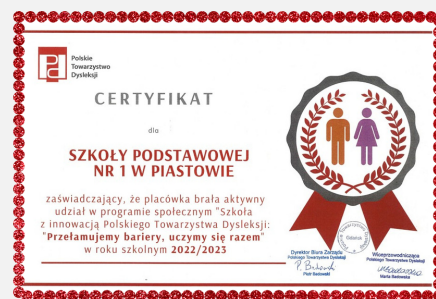 Polskie
Towarzystwo
Dysleksji
CERTYFIKAT
dla
SZKOŁY PODSTAWOWEJ
NR 1 W PIASTOWIE
zaświadczający, że placówka brała aktywny
udział w programie społecznym "Szkoła
z innowacją Polskiego Towarzystwa Dysleksji:
"Przełamujemy bariery, uczymy się razem"
w roku szkolnym 2022/2023
Dyrektor Biura Zarządu
Polskiego Towarzystwa Dysleksji
Wiceprzewodnicząca
Polskiego Towarzystwa Dysleksji
Gdańsk